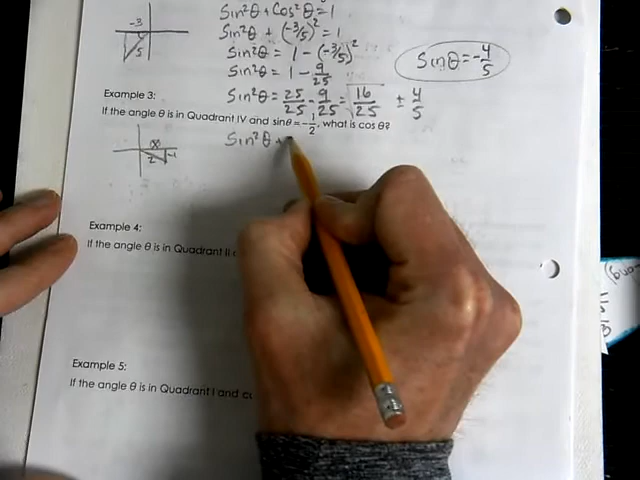 -3
5
Sin²θ + Cos²θ = 1
Sin²θ + (-3/5)² = 1
Sin²θ = 1 - (-3/5)²
Sin²θ = 1 - 9/25
Sin²θ = 25/25 - 9/25 = 16/25 ± 4/5
Sinθ = -4/5
Example 3:
If the angle θ is in Quadrant IV and sinθ = -1/2, what is cos θ?
2 -1
Sin²θ +
Example 4:
If the angle θ is in Quadrant II
Example 5:
If the angle θ is in Quadrant I and